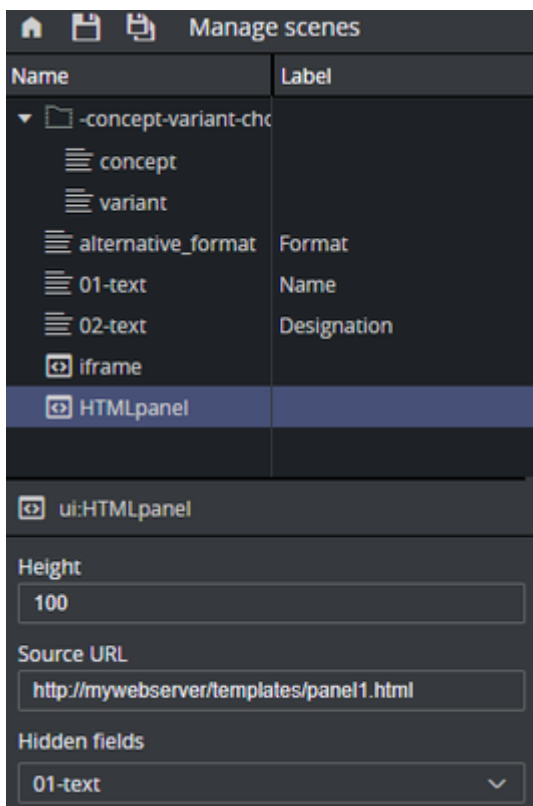 Manage scenes
Name Label
-concept-variant-cho
concept
variant
alternative_format Format
01-text Name
02-text Designation
iframe
HTMLpanel
ui:HTMLpanel
Height
100
Source URL
http://mywebserver/templates/panel1.html
Hidden fields
01-text